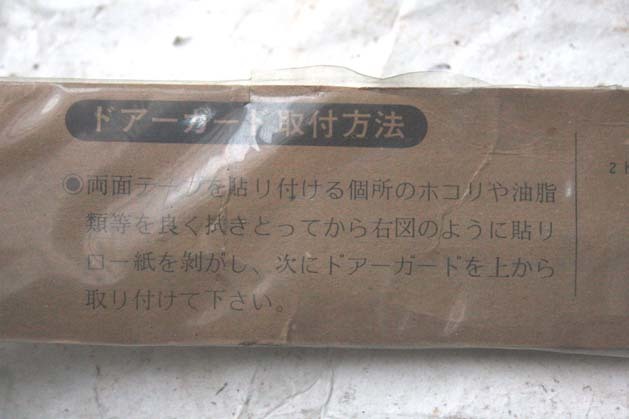 ドアーガード取付方法
◉両面テープを貼り付ける個所のホコリや油脂
類等を良く拭きとってから右図のように貼り
ロー紙を剥がし、次にドアーガードを上から
取り付けて下さい。
2